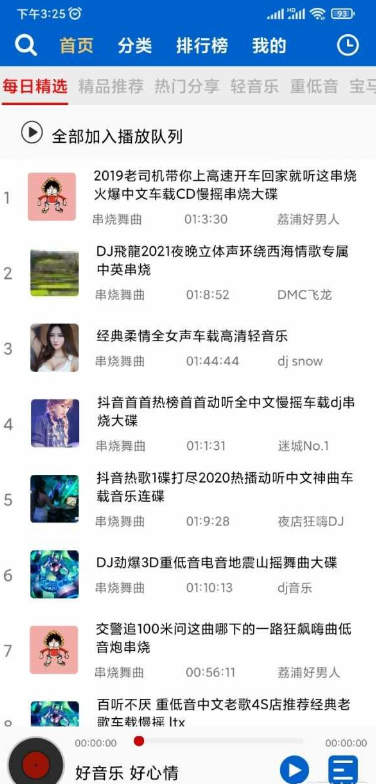 下午3:25
HD
93
首页 分类 排行榜 我的
每日精选 精品推荐 热门分享 轻音乐 重低音 宝马
全部加入播放队列
1
2019老司机带你上高速开车回家就听这串烧
火爆中文车载CD慢摇串烧大碟
串烧舞曲 01:3:30 荔浦好男人
2
DJ飛龍2021夜晚立体声环绕西海情歌专属
中英串烧
串烧舞曲 01:8:52 DMC飞龙
3
经典柔情全女声车载高清轻音乐
串烧舞曲 01:44:44 dj snow
4
抖音首首热榜首首动听全中文慢摇车载dj串
烧大碟
串烧舞曲 01:1:31 迷城No.1
5
抖音热歌1碟打尽2020热播动听中文神曲车
载音乐连碟
串烧舞曲 01:9:28 夜店狂嗨DJ
6
DJ劲爆3D重低音电音地震山摇舞曲大碟
串烧舞曲 01:10:13 dj音乐
7
交警追100米问这曲哪下的一路狂飙嗨曲低
音炮串烧
串烧舞曲 00:56:11 荔浦好男人
8
百听不厌 重低音中文老歌4S店推荐经典老
歌车载慢摇 ltx
00:00:00 00:00:00
好音乐 好心情